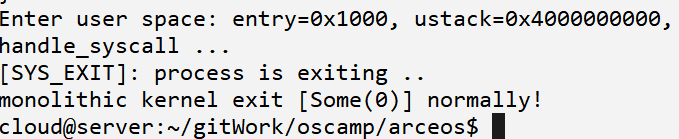 Enter user space: entry=0x1000, ustack=0x4000000000,
handle_syscall ...
[SYS_EXIT]: process is exiting ..
monolithic kernel exit [Some(0)] normally!
cloud@server:~/gitWork/oscamp/arceos$